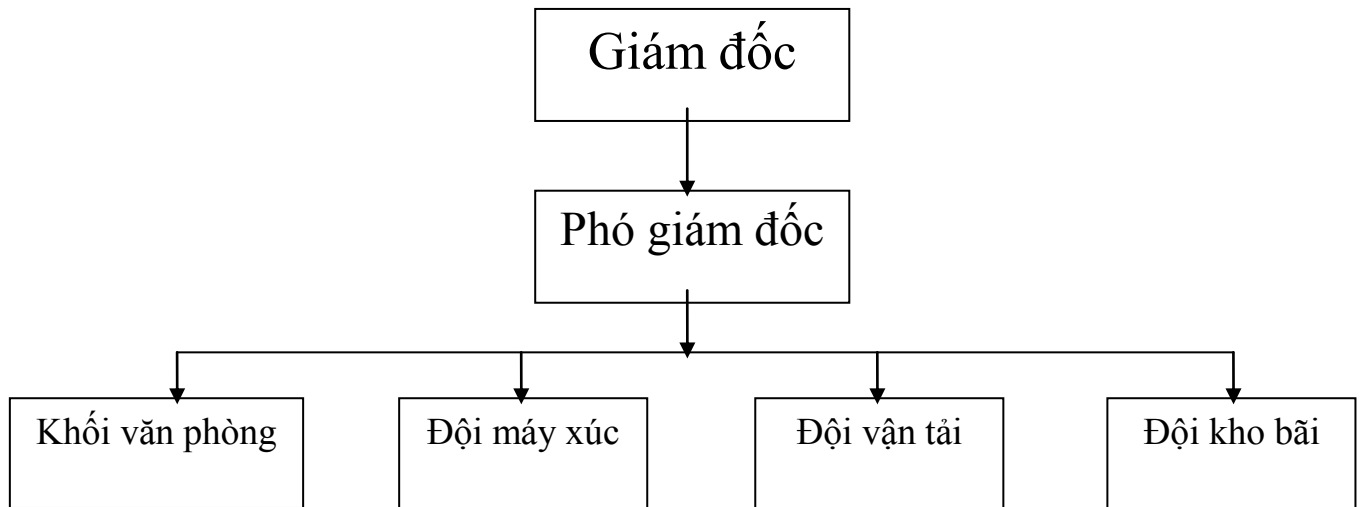 Giám đốc
Phó giám đốc
Khối văn phòng
Đội máy xúc
Đội vận tải
Đội kho bãi